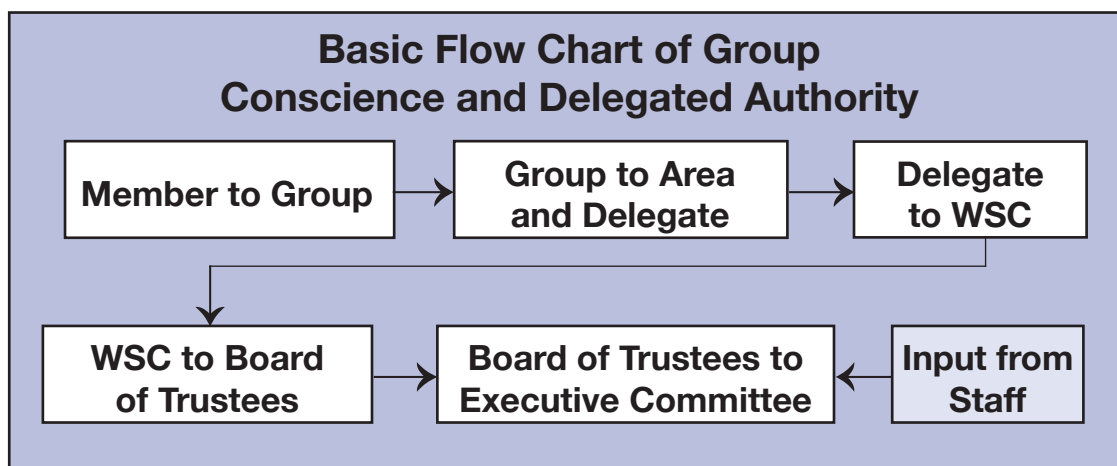 Basic Flow Chart of Group
Conscience and Delegated Authority
Member to Group
Group to Area
and Delegate
Delegate
to WSC
WSC to Board
of Trustees
Board of Trustees to
Executive Committee
Input from
Staff